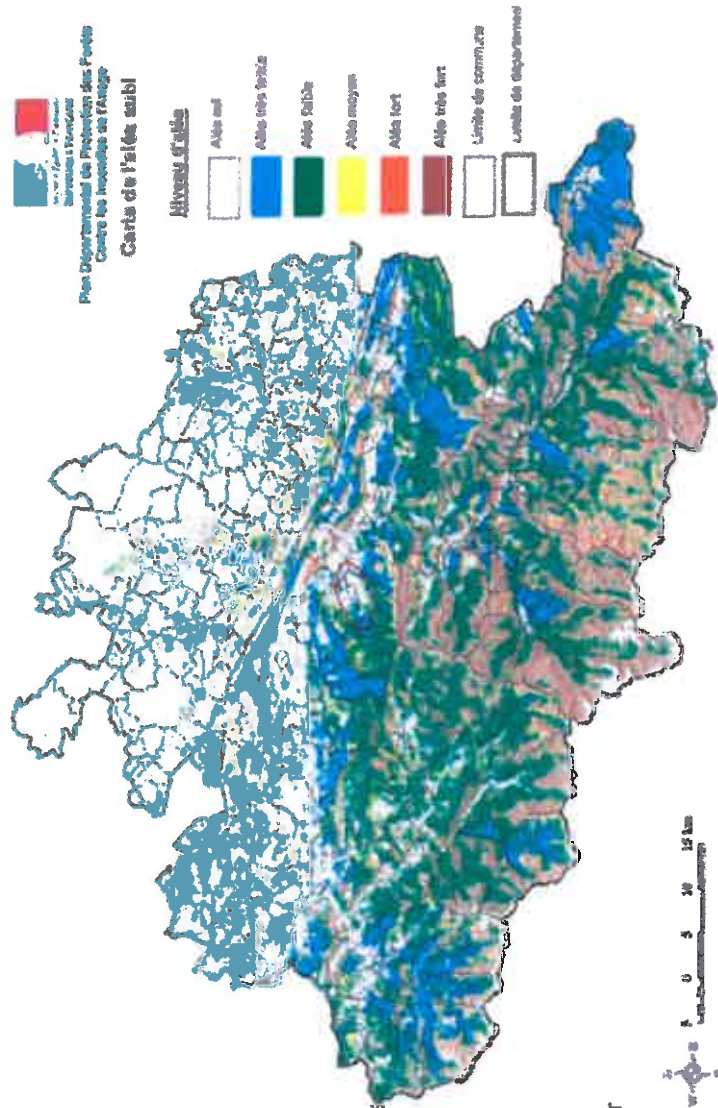 Plan Départemental de Protection des Forêts
Contre les Incendies de l'Ariège
Carte de l'aléa subi
Niveau d'aléa
Aléa nul
Aléa très faible
Aléa faible
Aléa moyen
Aléa fort
Aléa très fort
Limite de commune
Limite de département
0 5 10 15 km